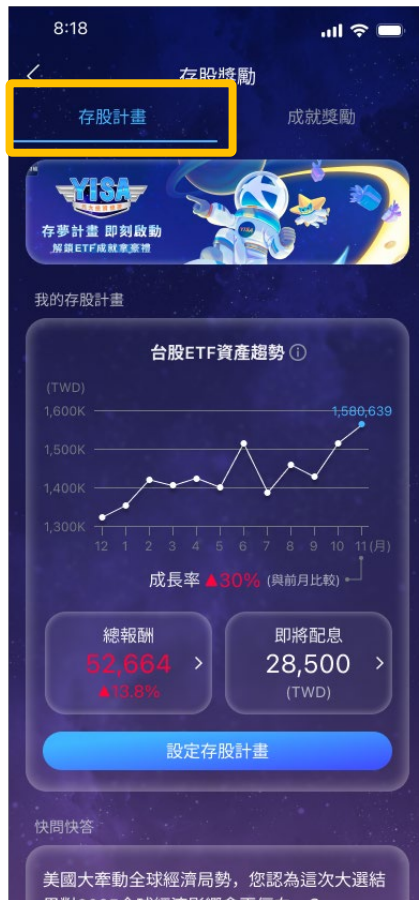 8:18
存股獎勵
存股計畫
成就獎勵
YISA
存夢計畫 即刻啟動
解鎖ETF成就拿豪禮
我的存股計畫
台股ETF資產趨勢
(TWD)
1,600K
1,580,639
1,500K
1,400K
1,300K
12 1 2 3 4 5 6 7 8 9 10 11 (月)
成長率 ▲30% (與前月比較)
總報酬
52,664
▲13.8%
即將配息
28,500
(TWD)
設定存股計畫
快問快答
美國大牽動全球經濟局勢，您認為這次大選結